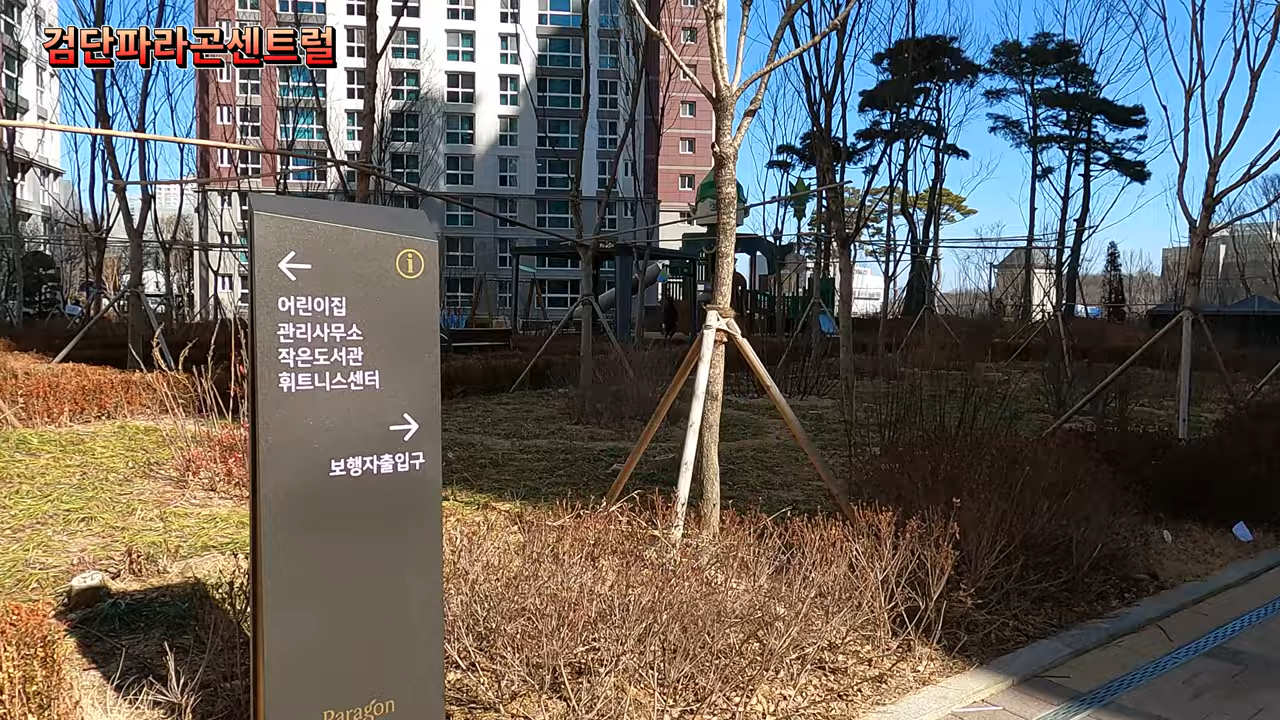 검단파라곤센트럴
어린이집
관리사무소
작은도서관
휘트니스센터
보행자출입구
Paragon